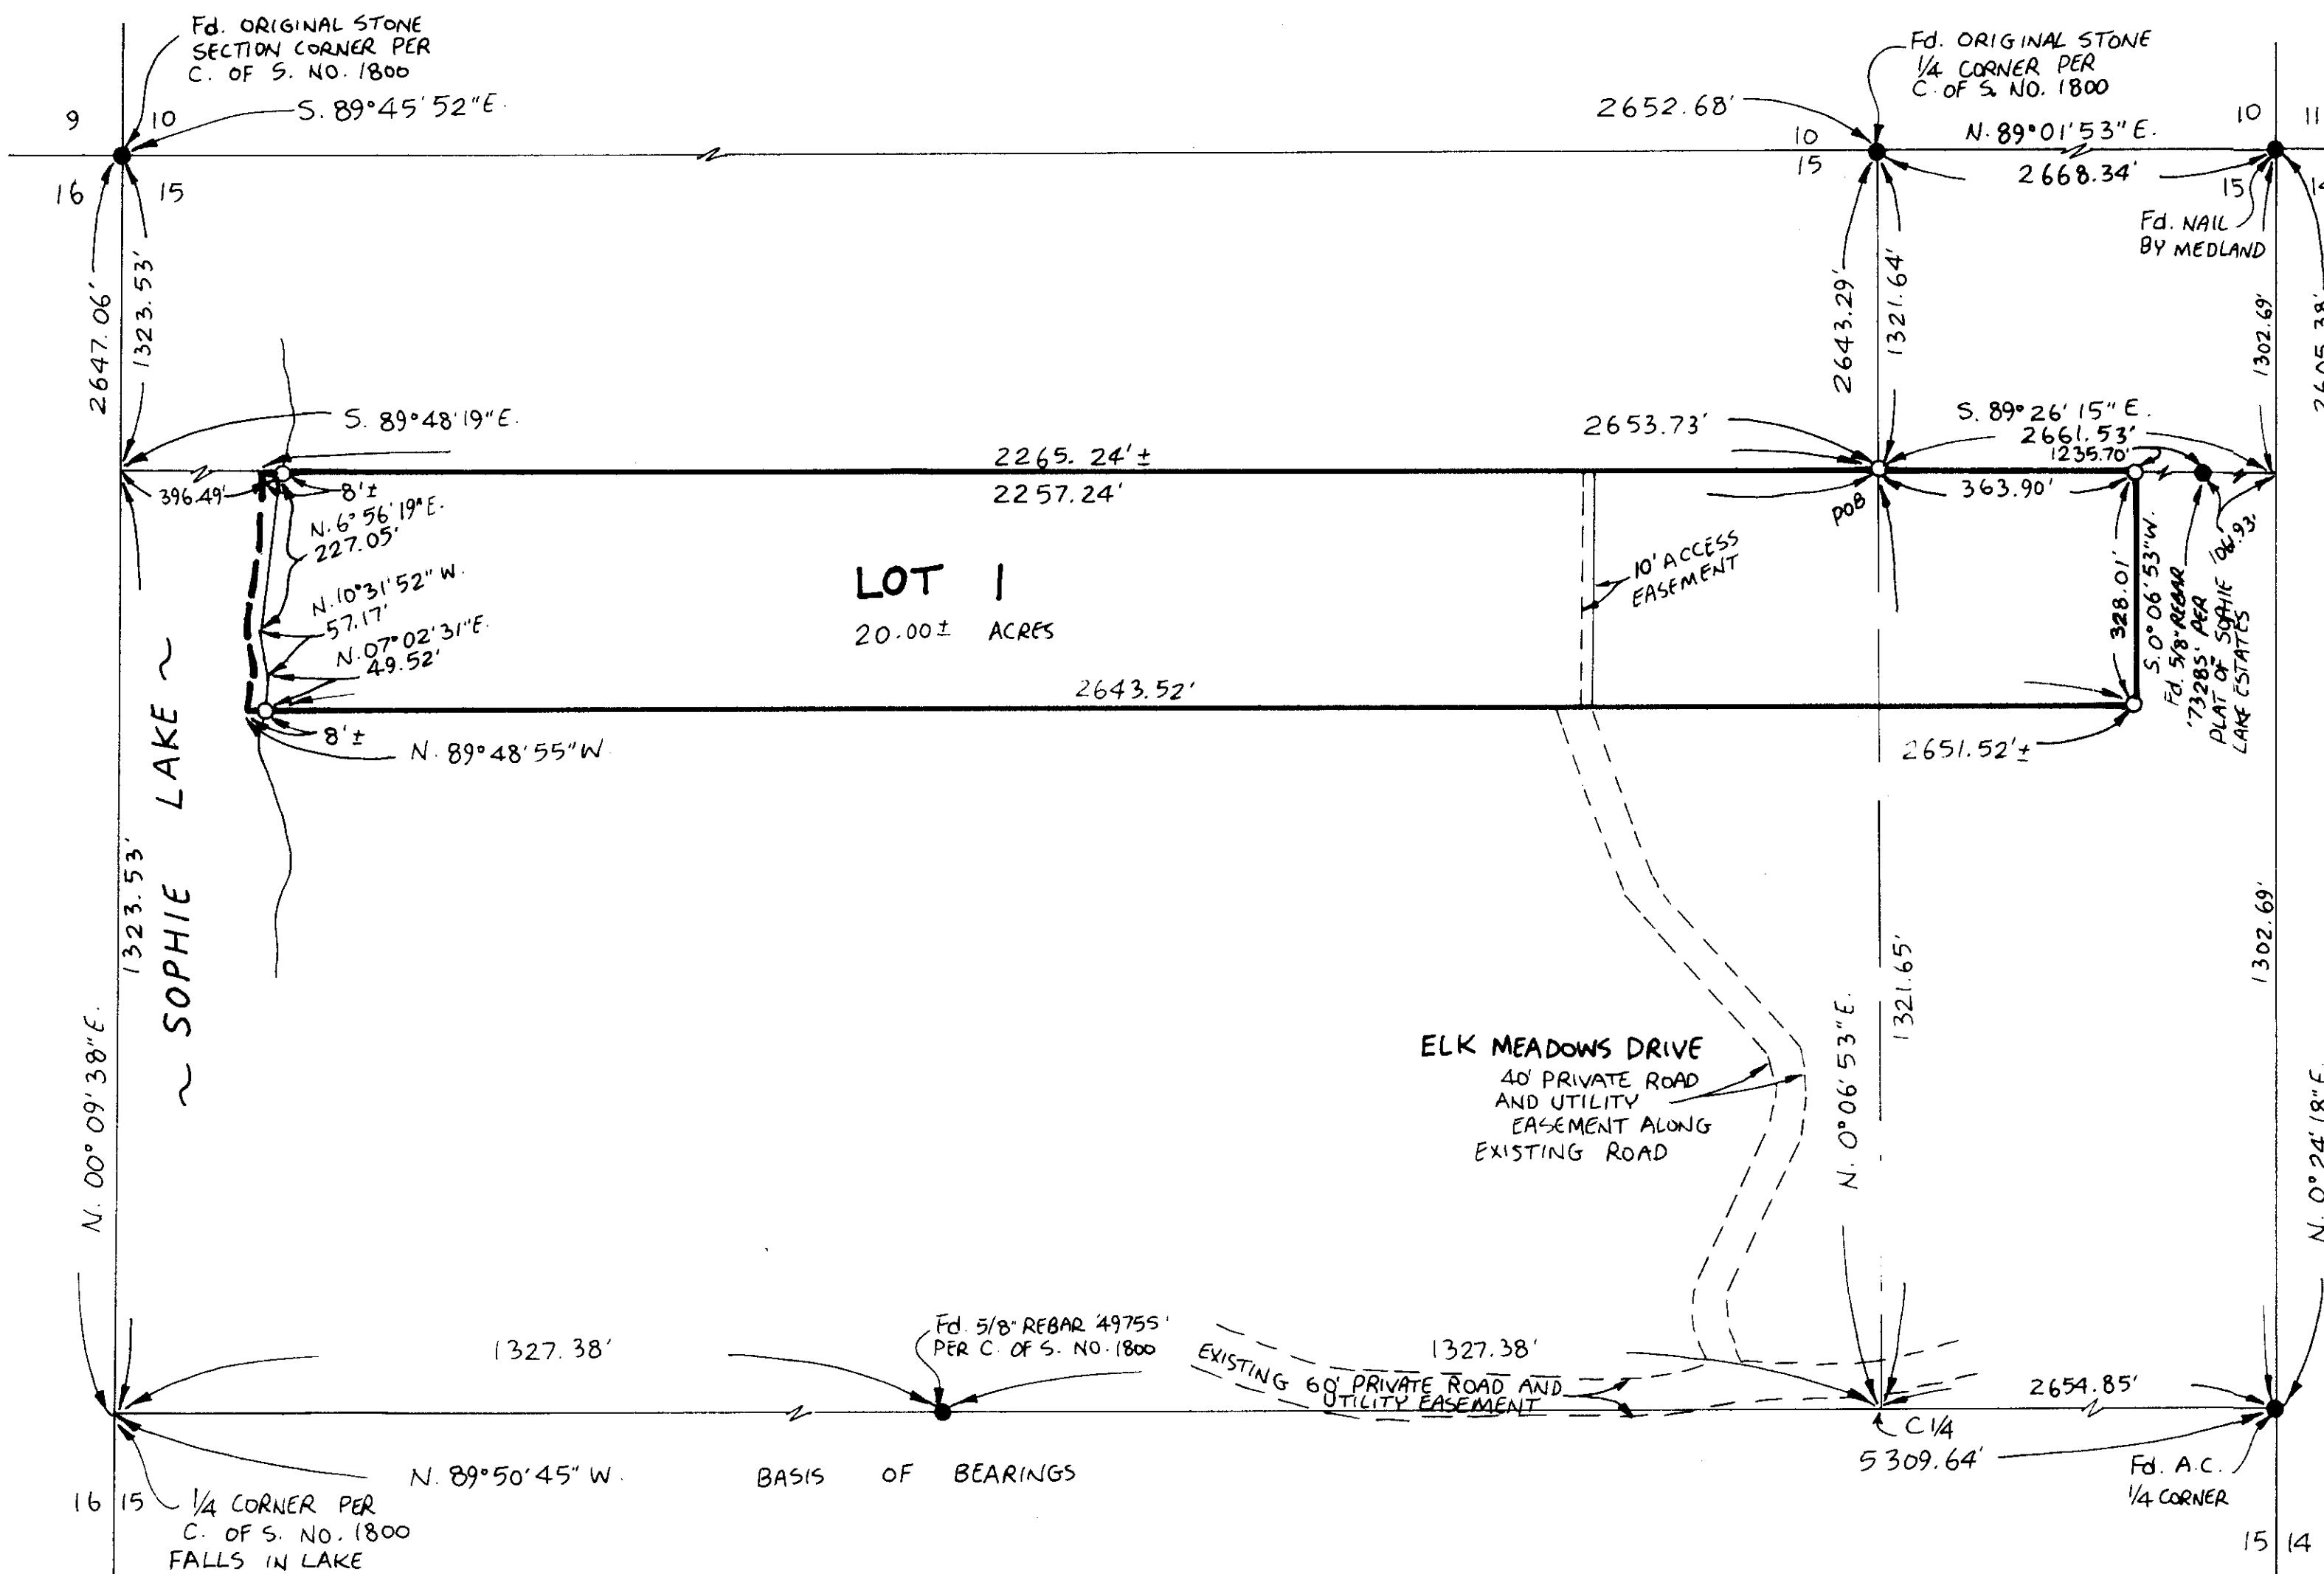 Fd. ORIGINAL STONE
SECTION CORNER PER
C. OF S. NO. 1800
S. 89°45'52"E.
9
10
16
15
2652.68'
Fd. ORIGINAL STONE
1/4 CORNER PER
C. OF S. NO. 1800
10
15
N. 89°01'53"E.
2668.34'
10
11
15
14
Fd. NAIL
BY MEDLAND
2647.06'
1323.53'
2643.29'
1321.64'
1302.69'
2605.38'
S. 89°48'19"E.
2653.73'
S. 89°26'15"E.
2661.53'
1235.70'
396.49'
8'±
2265.24'±
2257.24'
363.90'
POB
N. 6°56'19"E.
227.05'
N. 10°31'52"W.
57.17'
N. 07°02'31"E.
49.52'
LOT 1
20.00± ACRES
10' ACCESS
EASEMENT
328.01'
S. 0°06'53"W.
Fd. 5/8" REBAR
'7328S' PER
PLAT OF SOPHIE
LAKE ESTATES
106.93'
2643.52'
8'±
N. 89°48'55"W
2651.52'±
~ SOPHIE LAKE ~
1323.53'
N. 00°09'38"E.
ELK MEADOWS DRIVE
40' PRIVATE ROAD
AND UTILITY
EASEMENT ALONG
EXISTING ROAD
N. 0°06'53"E.
1321.65'
1302.69'
N. 0°24'18"E.
1327.38'
Fd. 5/8" REBAR '4975S'
PER C. OF S. NO. 1800
EXISTING 60' PRIVATE ROAD AND
UTILITY EASEMENT
1327.38'
2654.85'
C 1/4
5309.64'
Fd. A.C.
1/4 CORNER
N. 89°50'45"W. BASIS OF BEARINGS
16
15
1/4 CORNER PER
C. OF S. NO. 1800
FALLS IN LAKE
15
14